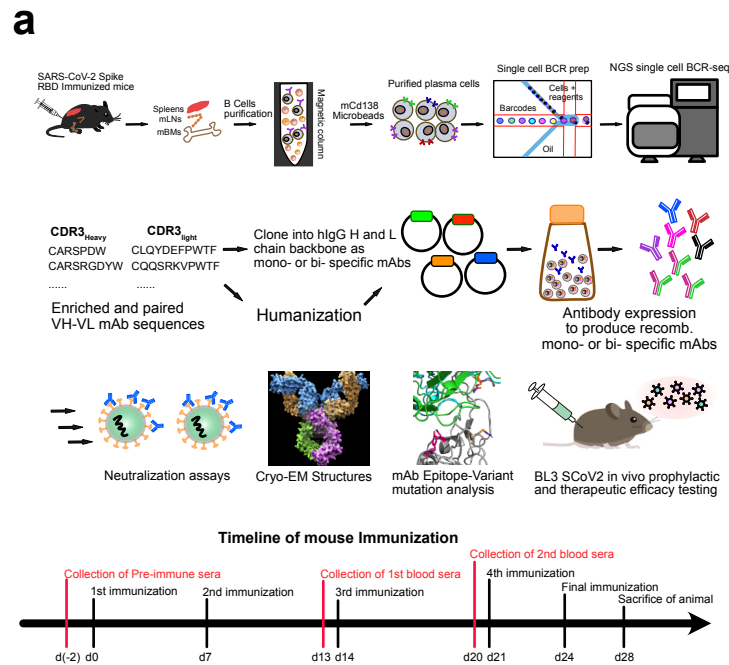 a
SARS-CoV-2 Spike
RBD Immunized mice
Spleens
mLNs
mBMs
B Cells
purification
Magnetic column
mCd138
Microbeads
Purified plasma cells
Single cell BCR prep
Cells +
reagents
Barcodes
Oil
NGS single cell BCR-seq
CDR3Heavy
CARSPDW
CARSRGDYW
......
CDR3light
CLQYDEFPWTF
CQQSRKVPWTF
......
Enriched and paired
VH-VL mAb sequences
Clone into hIgG H and L
chain backbone as
mono- or bi- specific mAbs
Humanization
Antibody expression
to produce recomb.
mono- or bi- specific mAbs
Neutralization assays
Cryo-EM Structures
mAb Epitope-Variant
mutation analysis
BL3 SCoV2 in vivo prophylactic
and therapeutic efficacy testing
Timeline of mouse Immunization
Collection of Pre-immune sera
1st immunization
2nd immunization
Collection of 1st blood sera
3rd immunization
Collection of 2nd blood sera
4th immunization
Final immunization
Sacrifice of animal
d(-2) d0 d7 d13 d14 d20 d21 d24 d28